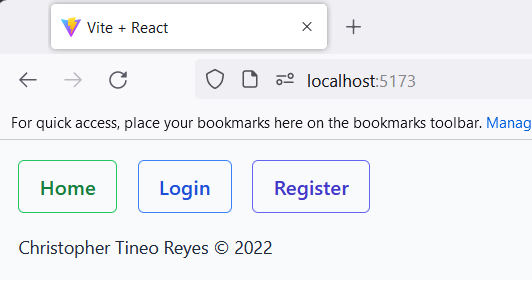 Vite + React
localhost:5173
For quick access, place your bookmarks here on the bookmarks toolbar. Manag
Home Login Register
Christopher Tineo Reyes © 2022